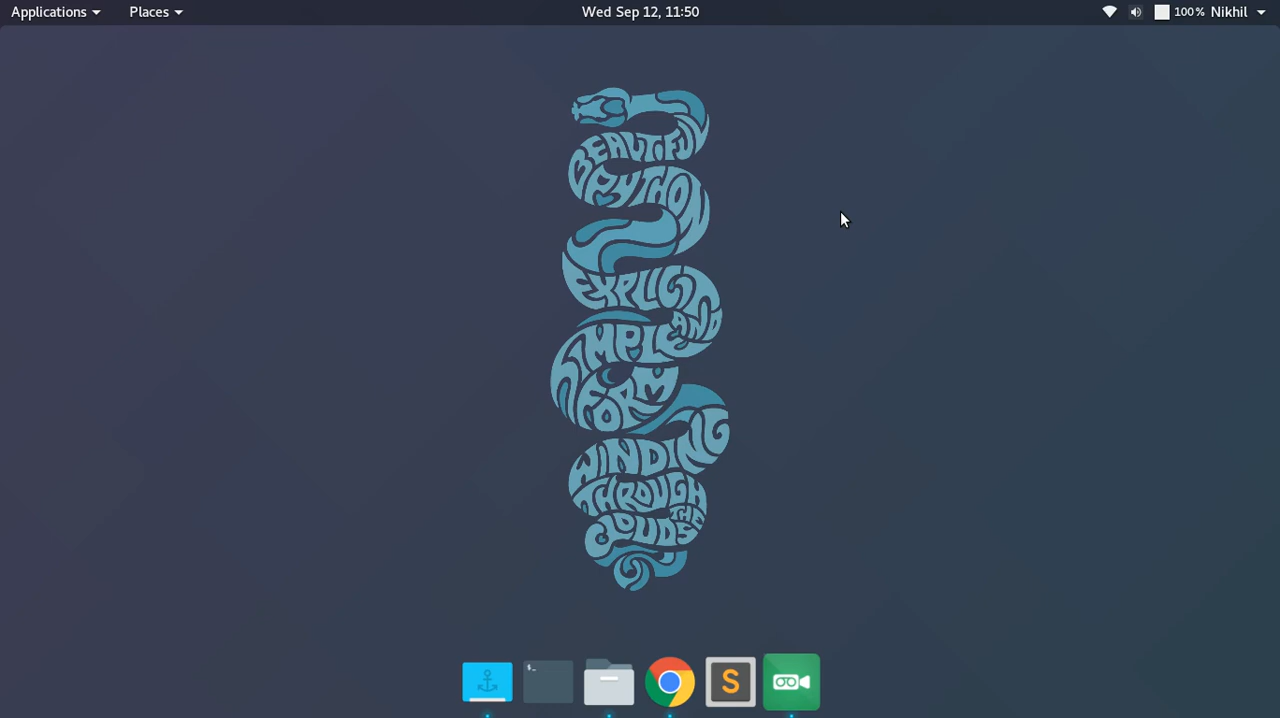 Applications Places Wed Sep 12, 11:50 100% Nikhil
BEAUTIFUL
PYTHON
EXPLICIT AND
SIMPLE
FORM
WINDING
THROUGH THE
CLOUDS
$_
S